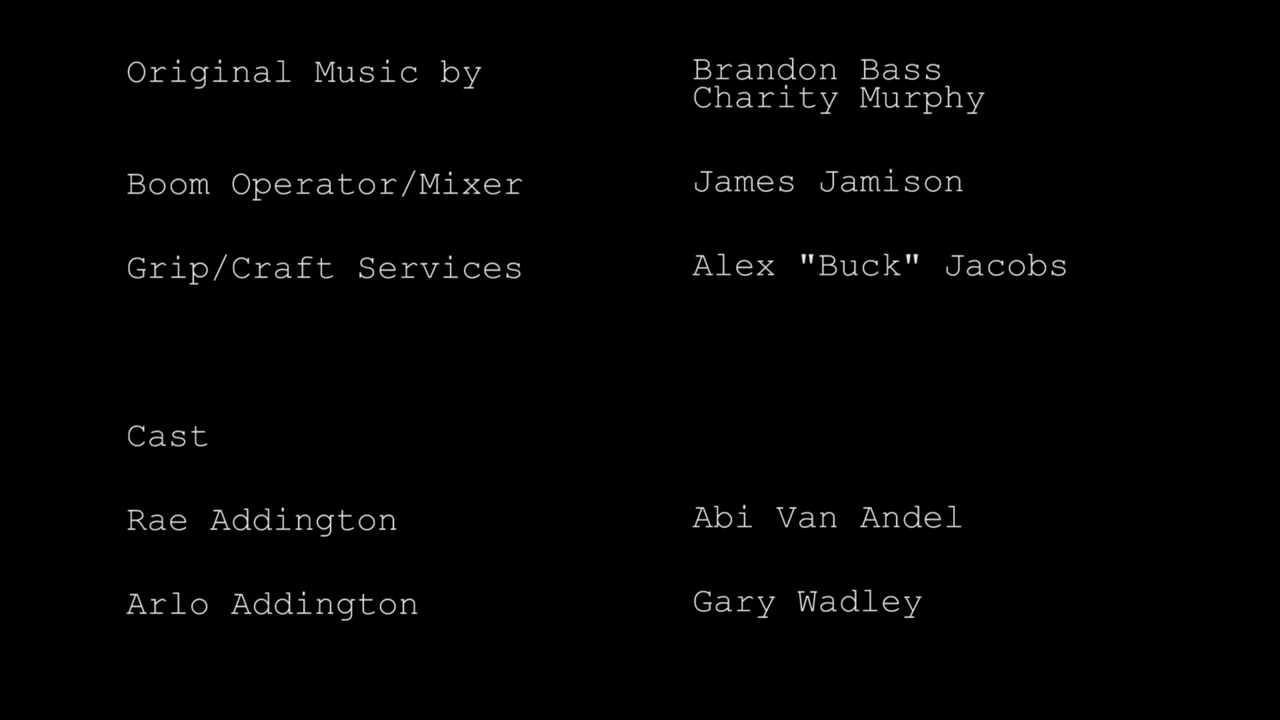 Original Music by
Brandon Bass
Charity Murphy
Boom Operator/Mixer
James Jamison
Grip/Craft Services
Alex "Buck" Jacobs
Cast
Rae Addington
Abi Van Andel
Arlo Addington
Gary Wadley